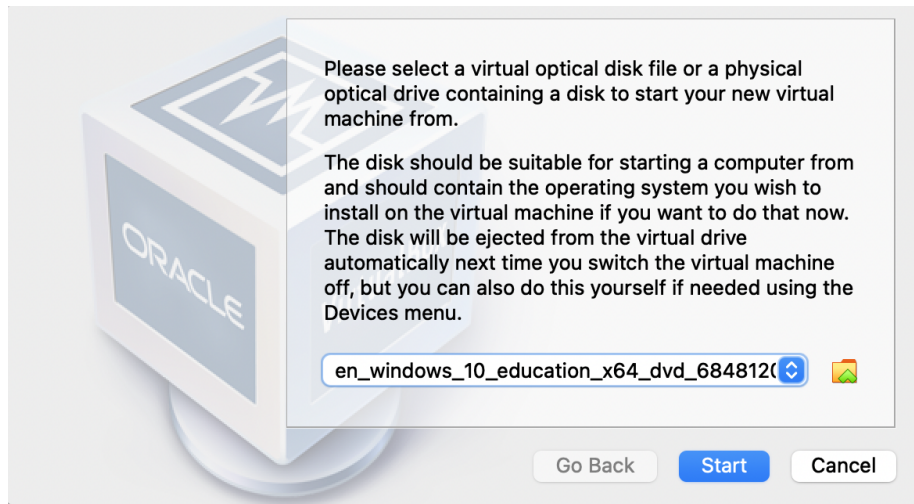 Please select a virtual optical disk file or a physical
optical drive containing a disk to start your new virtual
machine from.
The disk should be suitable for starting a computer from
and should contain the operating system you wish to
install on the virtual machine if you want to do that now.
The disk will be ejected from the virtual drive
automatically next time you switch the virtual machine
off, but you can also do this yourself if needed using the
Devices menu.
ORACLE
en_windows_10_education_x64_dvd_6848120
Go Back
Start
Cancel